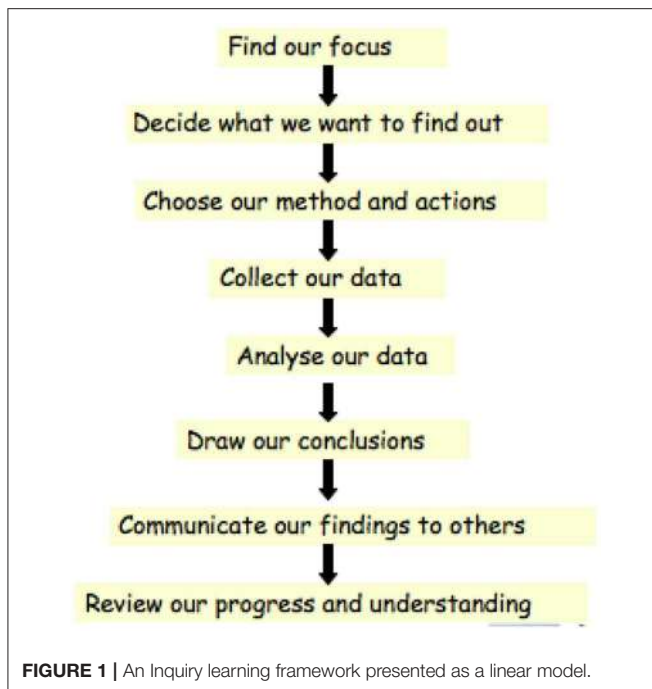 Find our focus
Decide what we want to find out
Choose our method and actions
Collect our data
Analyse our data
Draw our conclusions
Communicate our findings to others
Review our progress and understanding
FIGURE 1 | An Inquiry learning framework presented as a linear model.